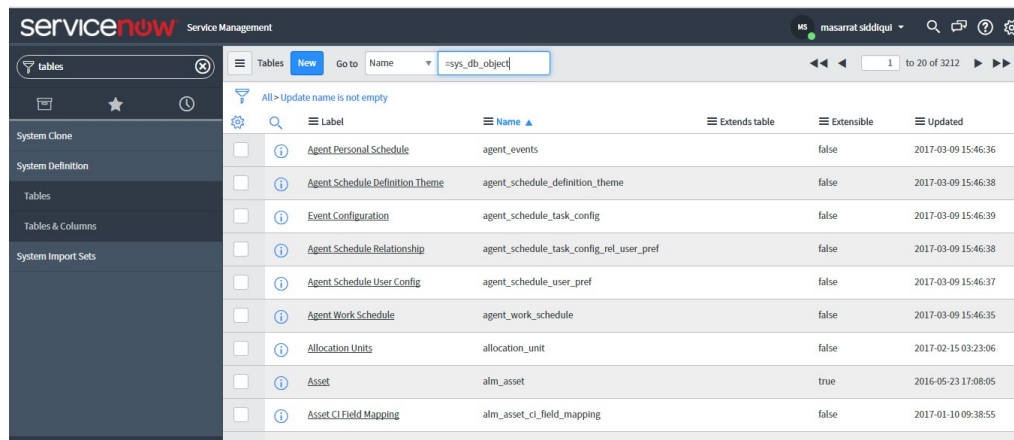 servicenow Service Management MS masarrat siddiqui
tables
Tables New Go to Name =sys_db_object 1 to 20 of 3212
All > Update name is not empty
Label Name Extends table Extensible Updated
System Clone
System Definition
Tables
Tables & Columns
System Import Sets
Agent Personal Schedule agent_events false 2017-03-09 15:46:36
Agent Schedule Definition Theme agent_schedule_definition_theme false 2017-03-09 15:46:38
Event Configuration agent_schedule_task_config false 2017-03-09 15:46:39
Agent Schedule Relationship agent_schedule_task_config_rel_user_pref false 2017-03-09 15:46:38
Agent Schedule User Config agent_schedule_user_pref false 2017-03-09 15:46:37
Agent Work Schedule agent_work_schedule false 2017-03-09 15:46:35
Allocation Units allocation_unit false 2017-02-15 03:23:06
Asset alm_asset true 2016-05-23 17:08:05
Asset CI Field Mapping alm_asset_ci_field_mapping false 2017-01-10 09:38:55